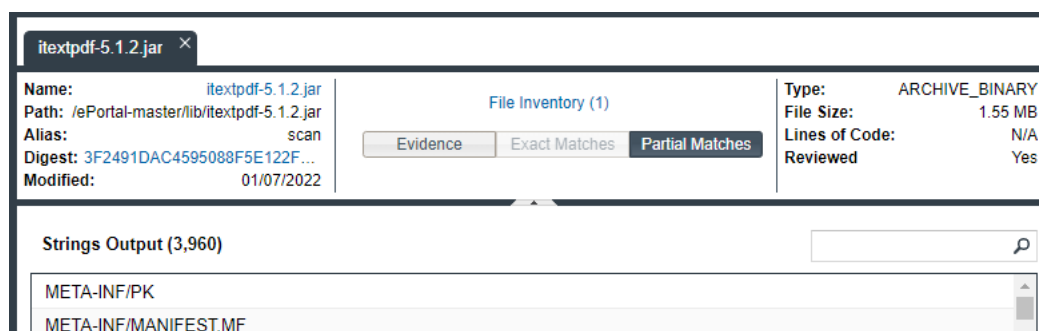 itextpdf-5.1.2.jar ×
Name: itextpdf-5.1.2.jar
Path: /ePortal-master/lib/itextpdf-5.1.2.jar
Alias: scan
Digest: 3F2491DAC4595088F5E122F...
Modified: 01/07/2022
File Inventory (1)
Evidence Exact Matches Partial Matches
Type: ARCHIVE_BINARY
File Size: 1.55 MB
Lines of Code: N/A
Reviewed Yes
Strings Output (3,960)
META-INF/PK
META-INF/MANIFEST.MF